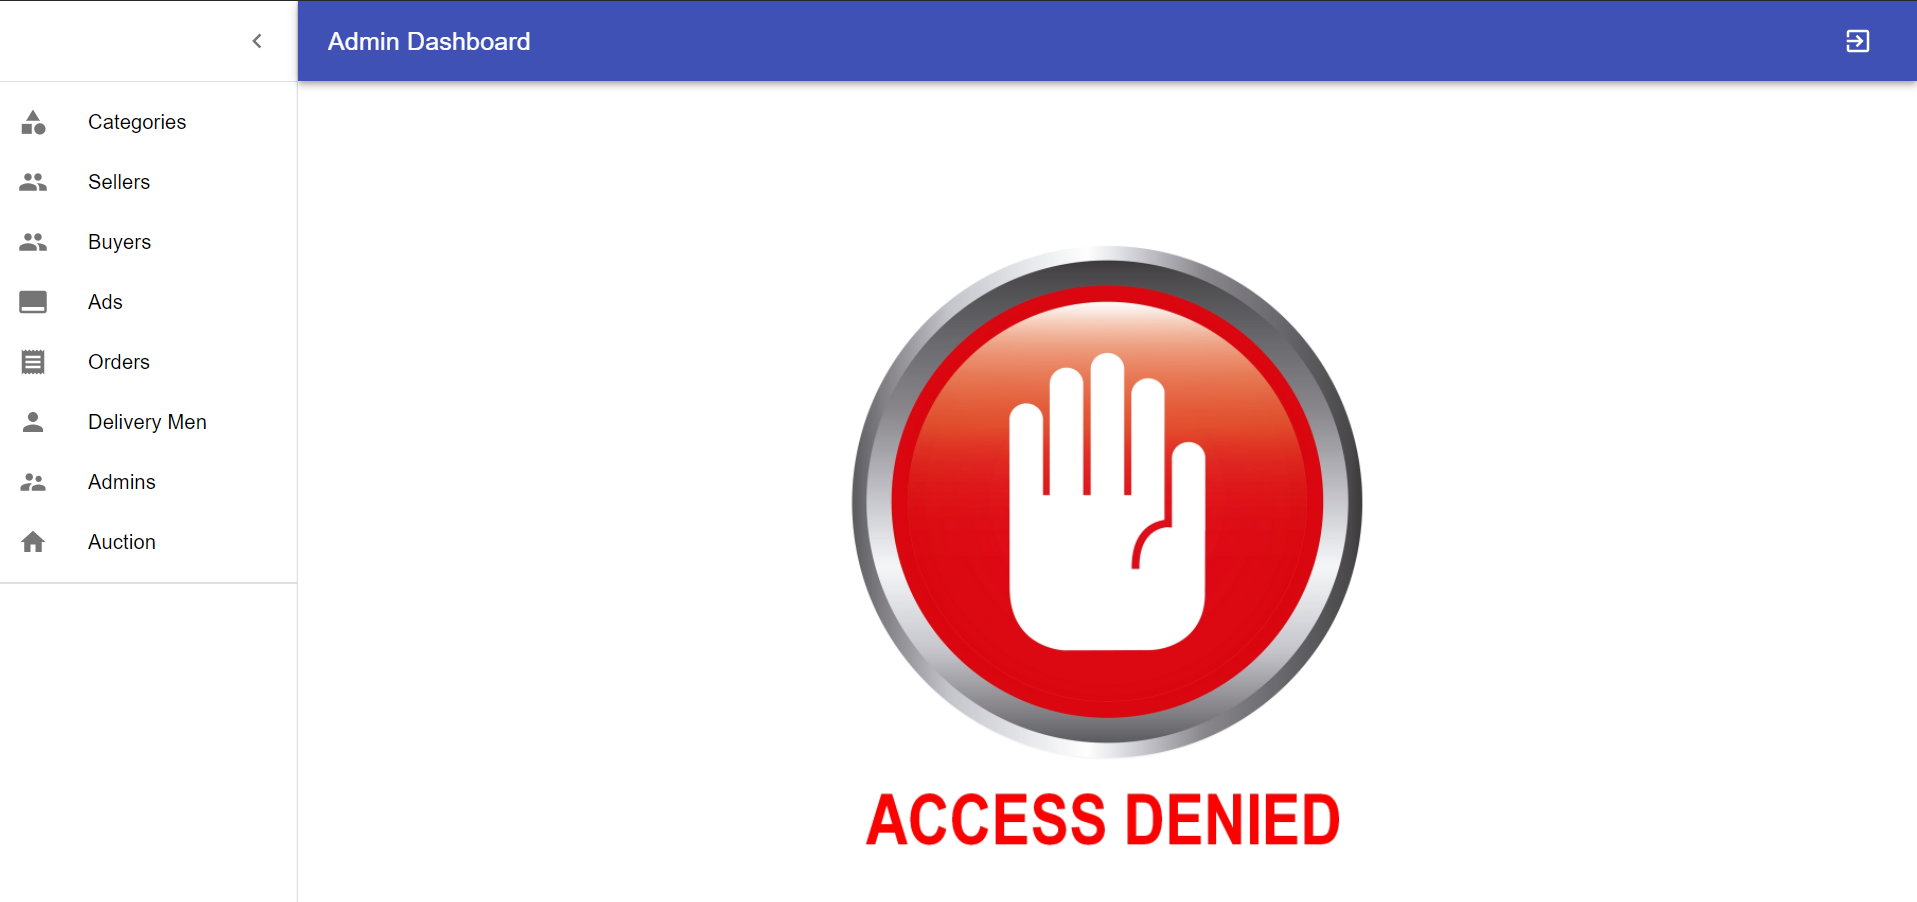 Admin Dashboard
Categories
Sellers
Buyers
Ads
Orders
Delivery Men
Admins
Auction
ACCESS DENIED